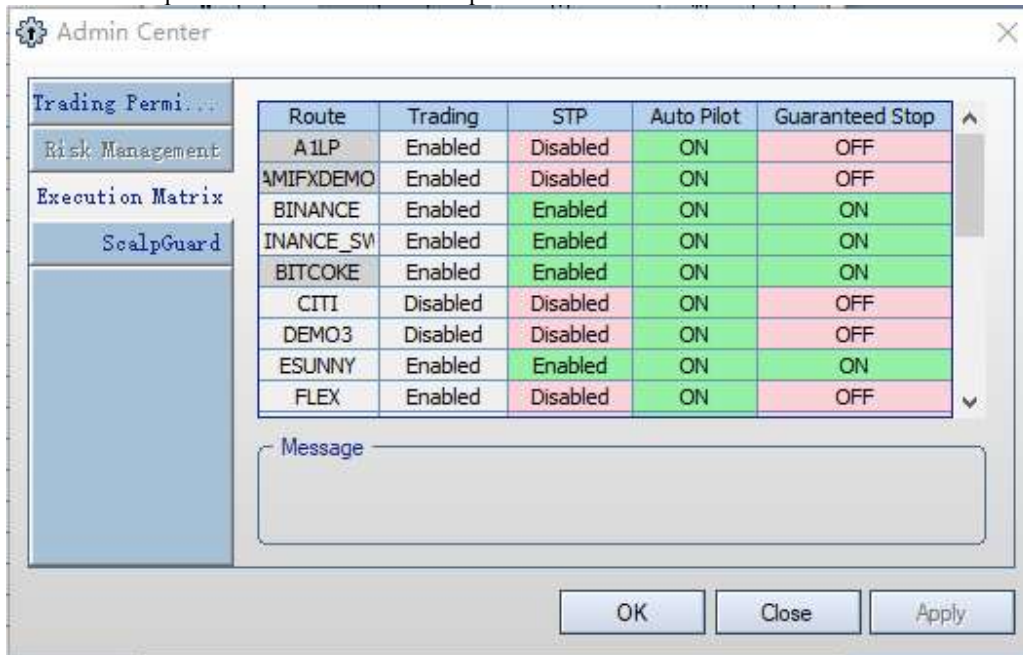 Admin Center
Trading Permi...
Risk Management
Execution Matrix
ScalpGuard
Route Trading STP Auto Pilot Guaranteed Stop
A1LP Enabled Disabled ON OFF
AMIFXDEMO Enabled Disabled ON OFF
BINANCE Enabled Enabled ON ON
INANCE_SW Enabled Enabled ON ON
BITCOKE Enabled Enabled ON ON
CITI Disabled Disabled ON OFF
DEMO3 Disabled Disabled ON OFF
ESUNNY Enabled Enabled ON ON
FLEX Enabled Disabled ON OFF
Message
OK Close Apply